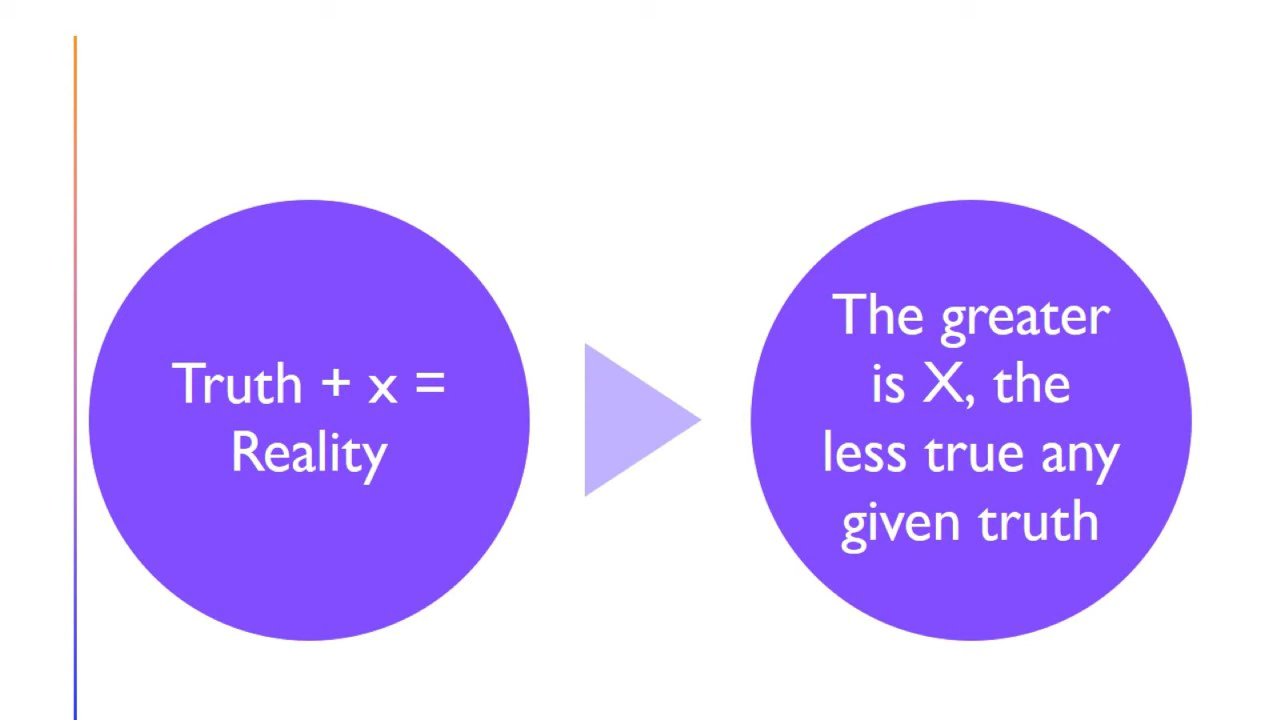 Truth + x =
Reality
The greater
is X, the
less true any
given truth